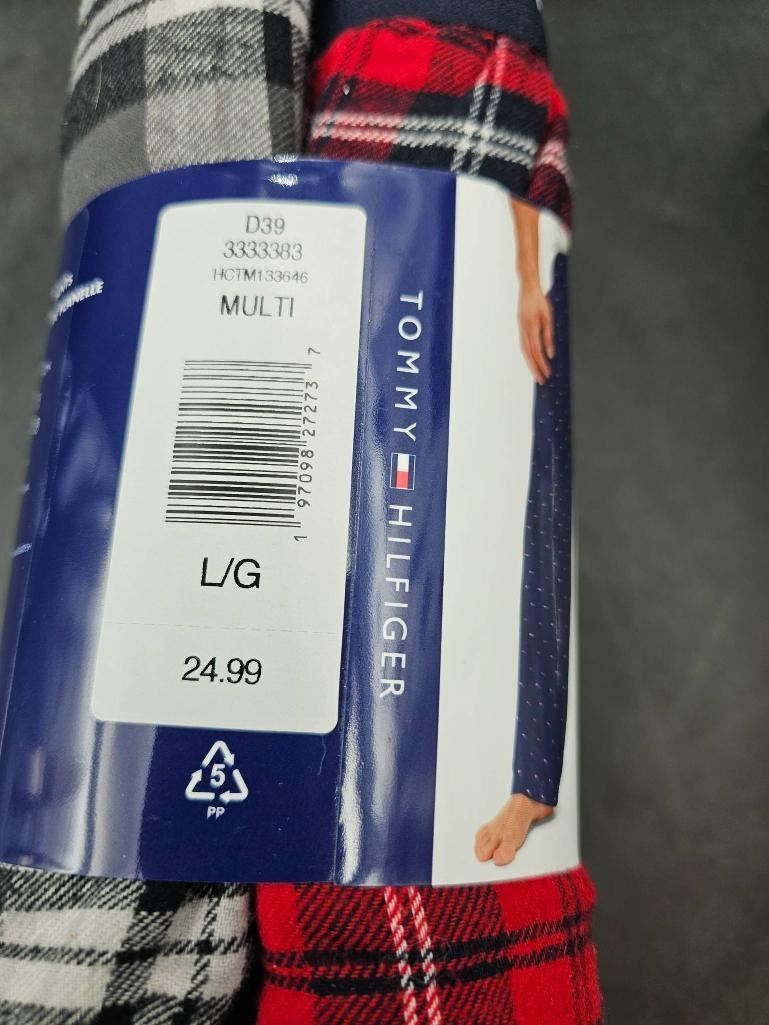 D39
3333383
HCTM133646
MULTI
1 97098 27273 7
L/G
24.99
5
PP
TOMMY HILFIGER